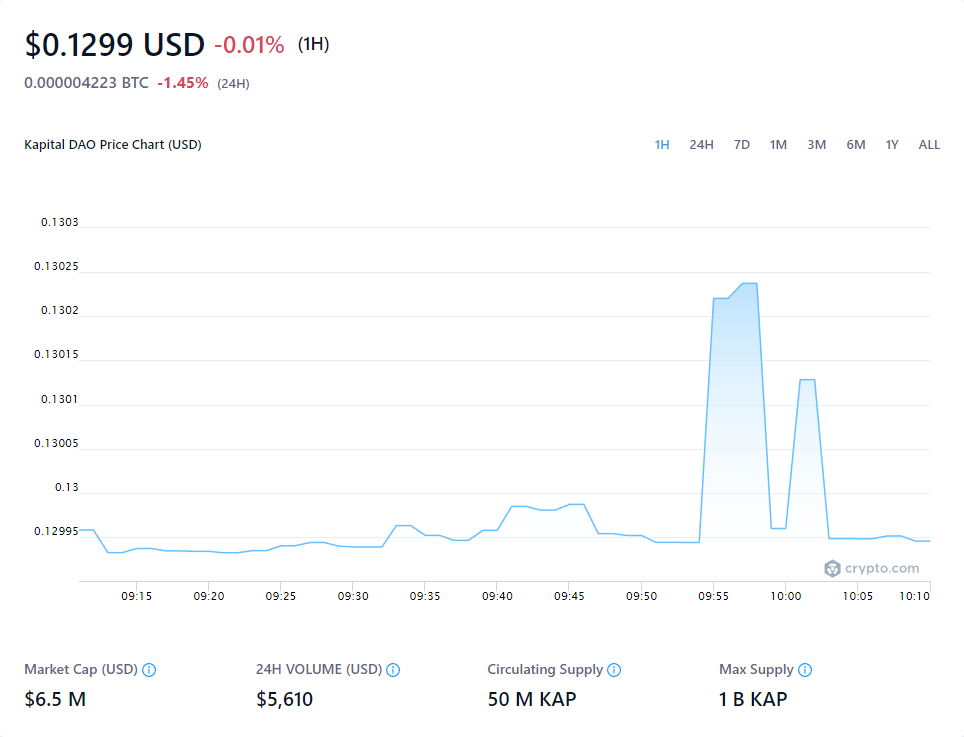 $0.1299 USD -0.01% (1H)
0.000004223 BTC -1.45% (24H)
Kapital DAO Price Chart (USD) 1H 24H 7D 1M 3M 6M 1Y ALL
0.1303
0.13025
0.1302
0.13015
0.1301
0.13005
0.13
0.12995
crypto.com
09:15 09:20 09:25 09:30 09:35 09:40 09:45 09:50 09:55 10:00 10:05 10:10
Market Cap (USD) 24H VOLUME (USD) Circulating Supply Max Supply
$6.5 M $5,610 50 M KAP 1 B KAP